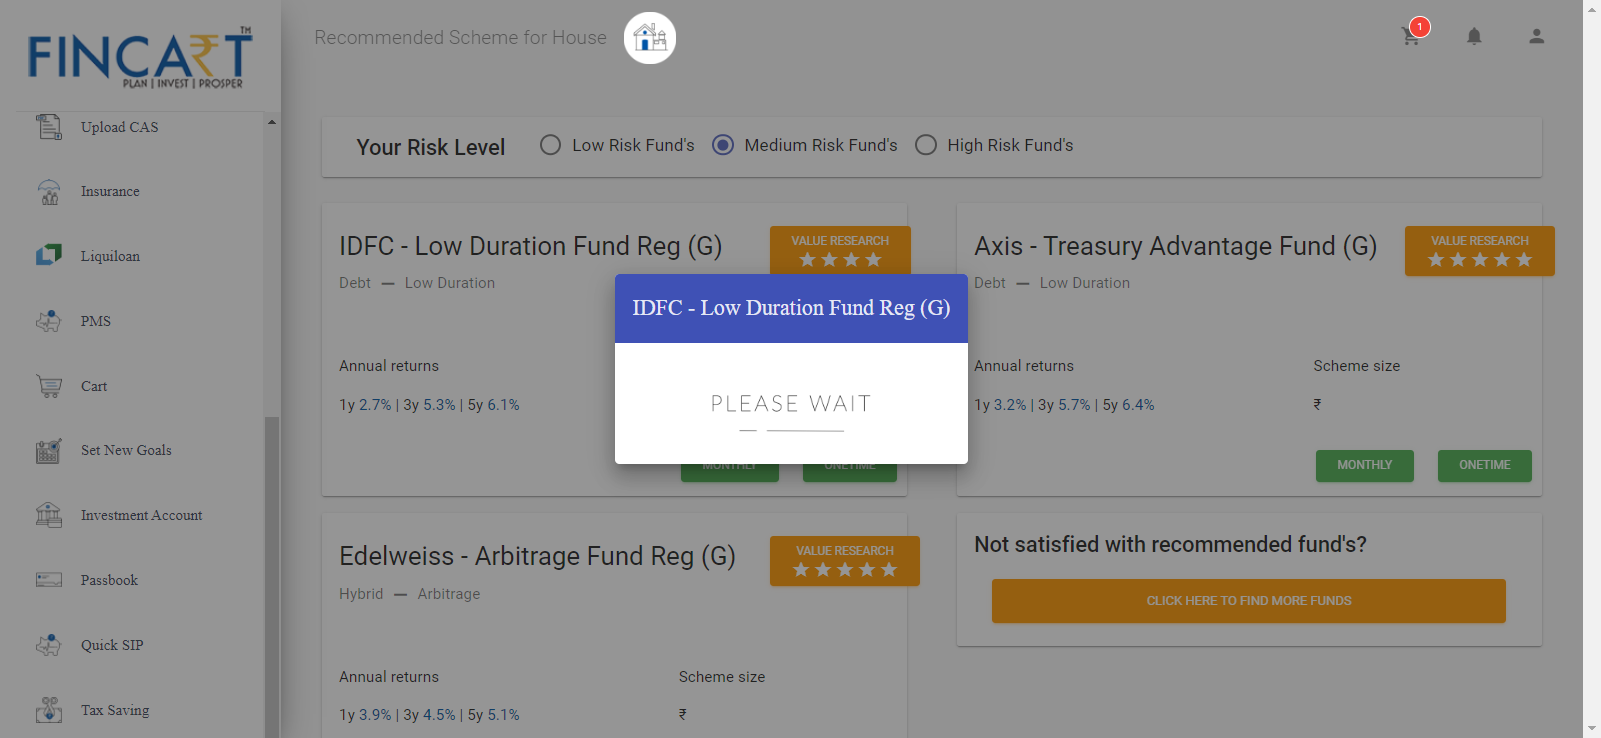 FINCART
TM
PLAN | INVEST | PROSPER
Upload CAS
Insurance
Liquiloan
PMS
Cart
Set New Goals
Investment Account
Passbook
Quick SIP
Tax Saving
Recommended Scheme for House
1
Your Risk Level
Low Risk Fund's
Medium Risk Fund's
High Risk Fund's
IDFC - Low Duration Fund Reg (G)
VALUE RESEARCH
Debt — Low Duration
Annual returns
1y 2.7% | 3y 5.3% | 5y 6.1%
MONTHLY
ONETIME
Axis - Treasury Advantage Fund (G)
VALUE RESEARCH
Debt — Low Duration
Annual returns
Scheme size
1y 3.2% | 3y 5.7% | 5y 6.4%
₹
MONTHLY
ONETIME
IDFC - Low Duration Fund Reg (G)
PLEASE WAIT
Edelweiss - Arbitrage Fund Reg (G)
VALUE RESEARCH
Hybrid — Arbitrage
Annual returns
Scheme size
1y 3.9% | 3y 4.5% | 5y 5.1%
₹
Not satisfied with recommended fund's?
CLICK HERE TO FIND MORE FUNDS